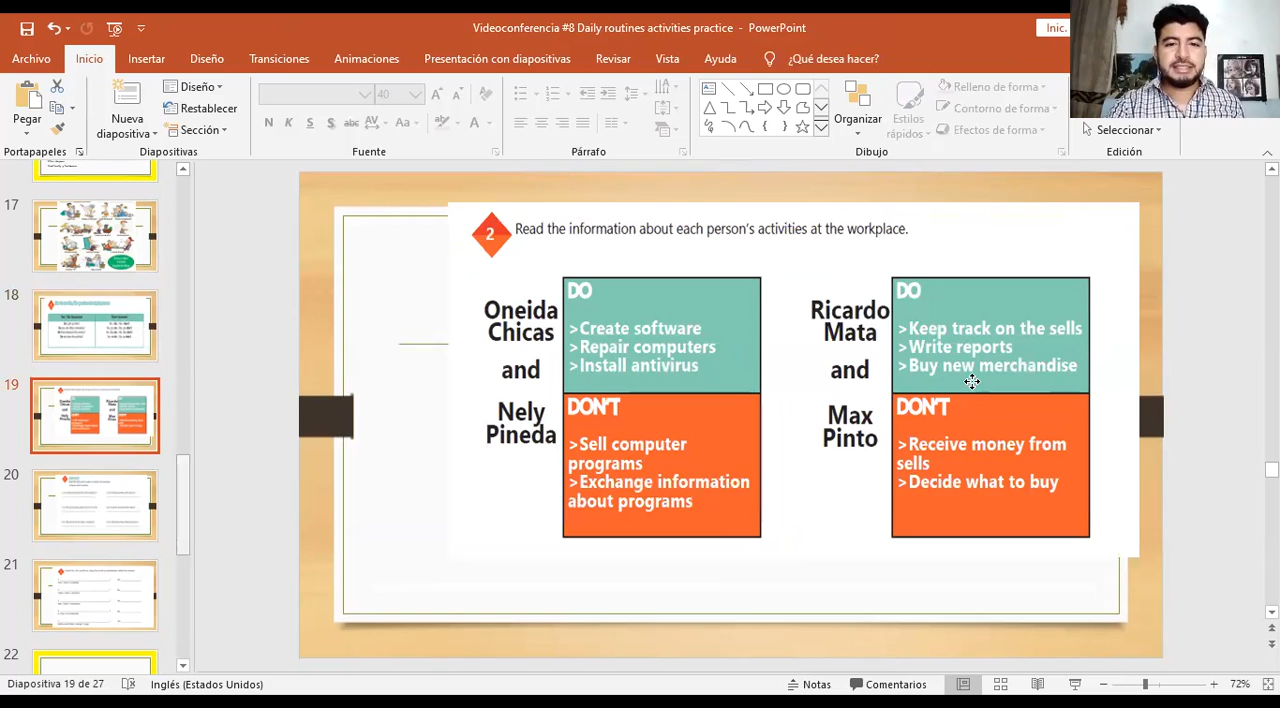 Videoconferencia #8 Daily routines activities practice - PowerPoint
Inic.
Archivo Inicio Insertar Diseño Transiciones Animaciones Presentación con diapositivas Revisar Vista Ayuda ¿Qué desea hacer?
Pegar
Nueva
diapositiva
Diseño
Restablecer
Sección
40
N K S S abc AV Aa A
Organizar
Estilos
rápidos
Relleno de forma
Contorno de forma
Efectos de forma
Seleccionar
Portapapeles Diapositivas Fuente Párrafo Dibujo Edición
17
18
19
20
21
22
2
Read the information about each person's activities at the workplace.
Oneida
Chicas
and
Nely
Pineda
DO
>Create software
>Repair computers
>Install antivirus
DON'T
>Sell computer
programs
>Exchange information
about programs
Ricardo
Mata
and
Max
Pinto
DO
>Keep track on the sells
>Write reports
>Buy new merchandise
DON'T
>Receive money from
sells
>Decide what to buy
Diapositiva 19 de 27 Inglés (Estados Unidos) Notas Comentarios 72%